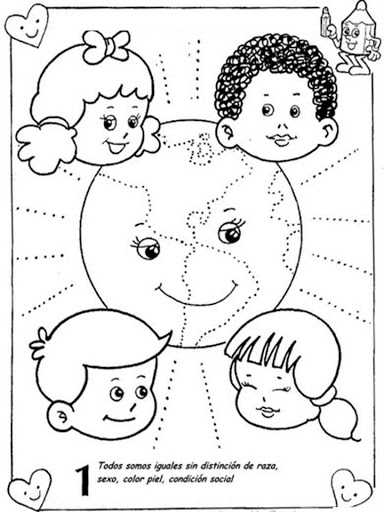 1 Todos somos iguales sin distinción de raza,
sexo, color piel, condición social